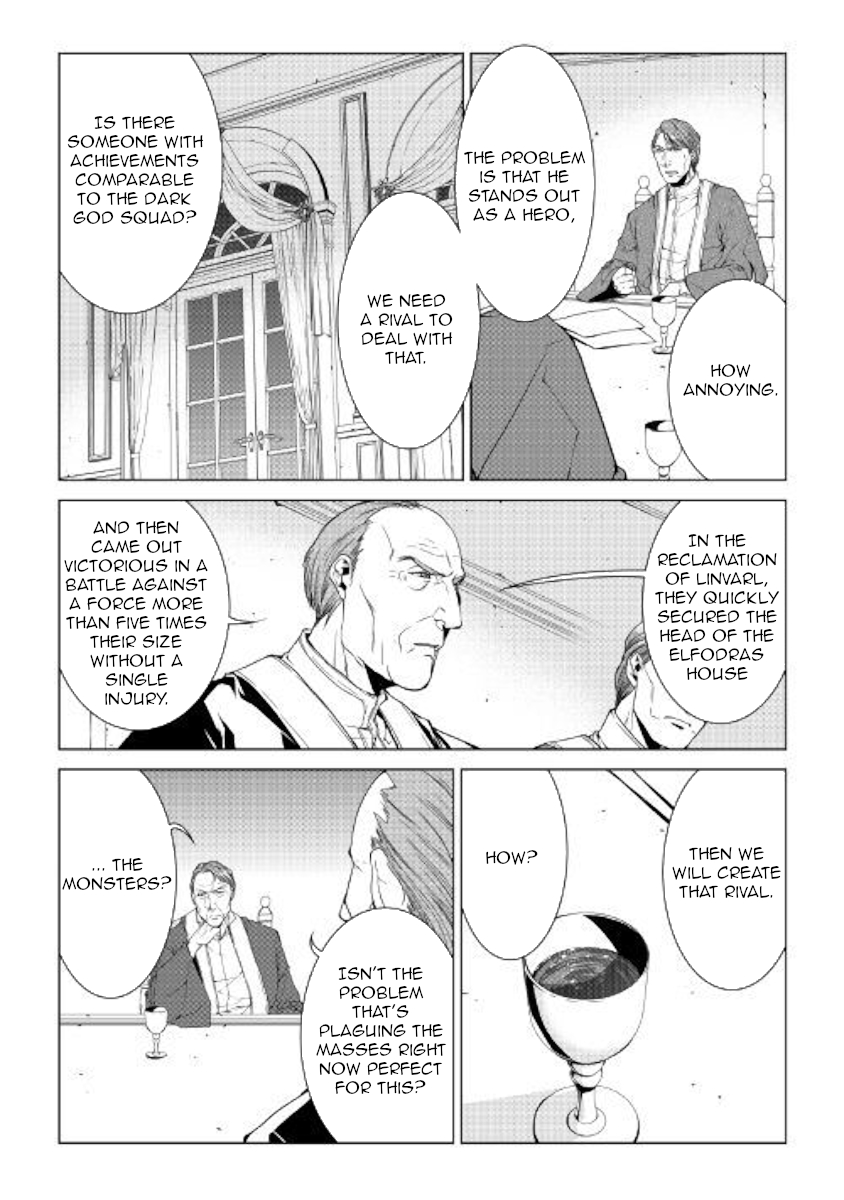 HOW
ANNOYING.
THE PROBLEM
IS THAT HE
STANDS OUT
AS A HERO,
WE NEED
A RIVAL TO
DEAL WITH
THAT.
IS THERE
SOMEONE WITH
ACHIEVEMENTS
COMPARABLE
TO THE DARK
GOD SQUAD?
IN THE
RECLAMATION
OF LINVARL,
THEY QUICKLY
SECURED THE
HEAD OF THE
ELFODRAS
HOUSE
AND THEN
CAME OUT
VICTORIOUS IN A
BATTLE AGAINST
A FORCE MORE
THAN FIVE TIMES
THEIR SIZE
WITHOUT A
SINGLE
INJURY.
THEN WE
WILL CREATE
THAT RIVAL.
HOW?
ISN'T THE
PROBLEM
THAT'S
PLAGUING THE
MASSES RIGHT
NOW PERFECT
FOR THIS?
... THE
MONSTERS?